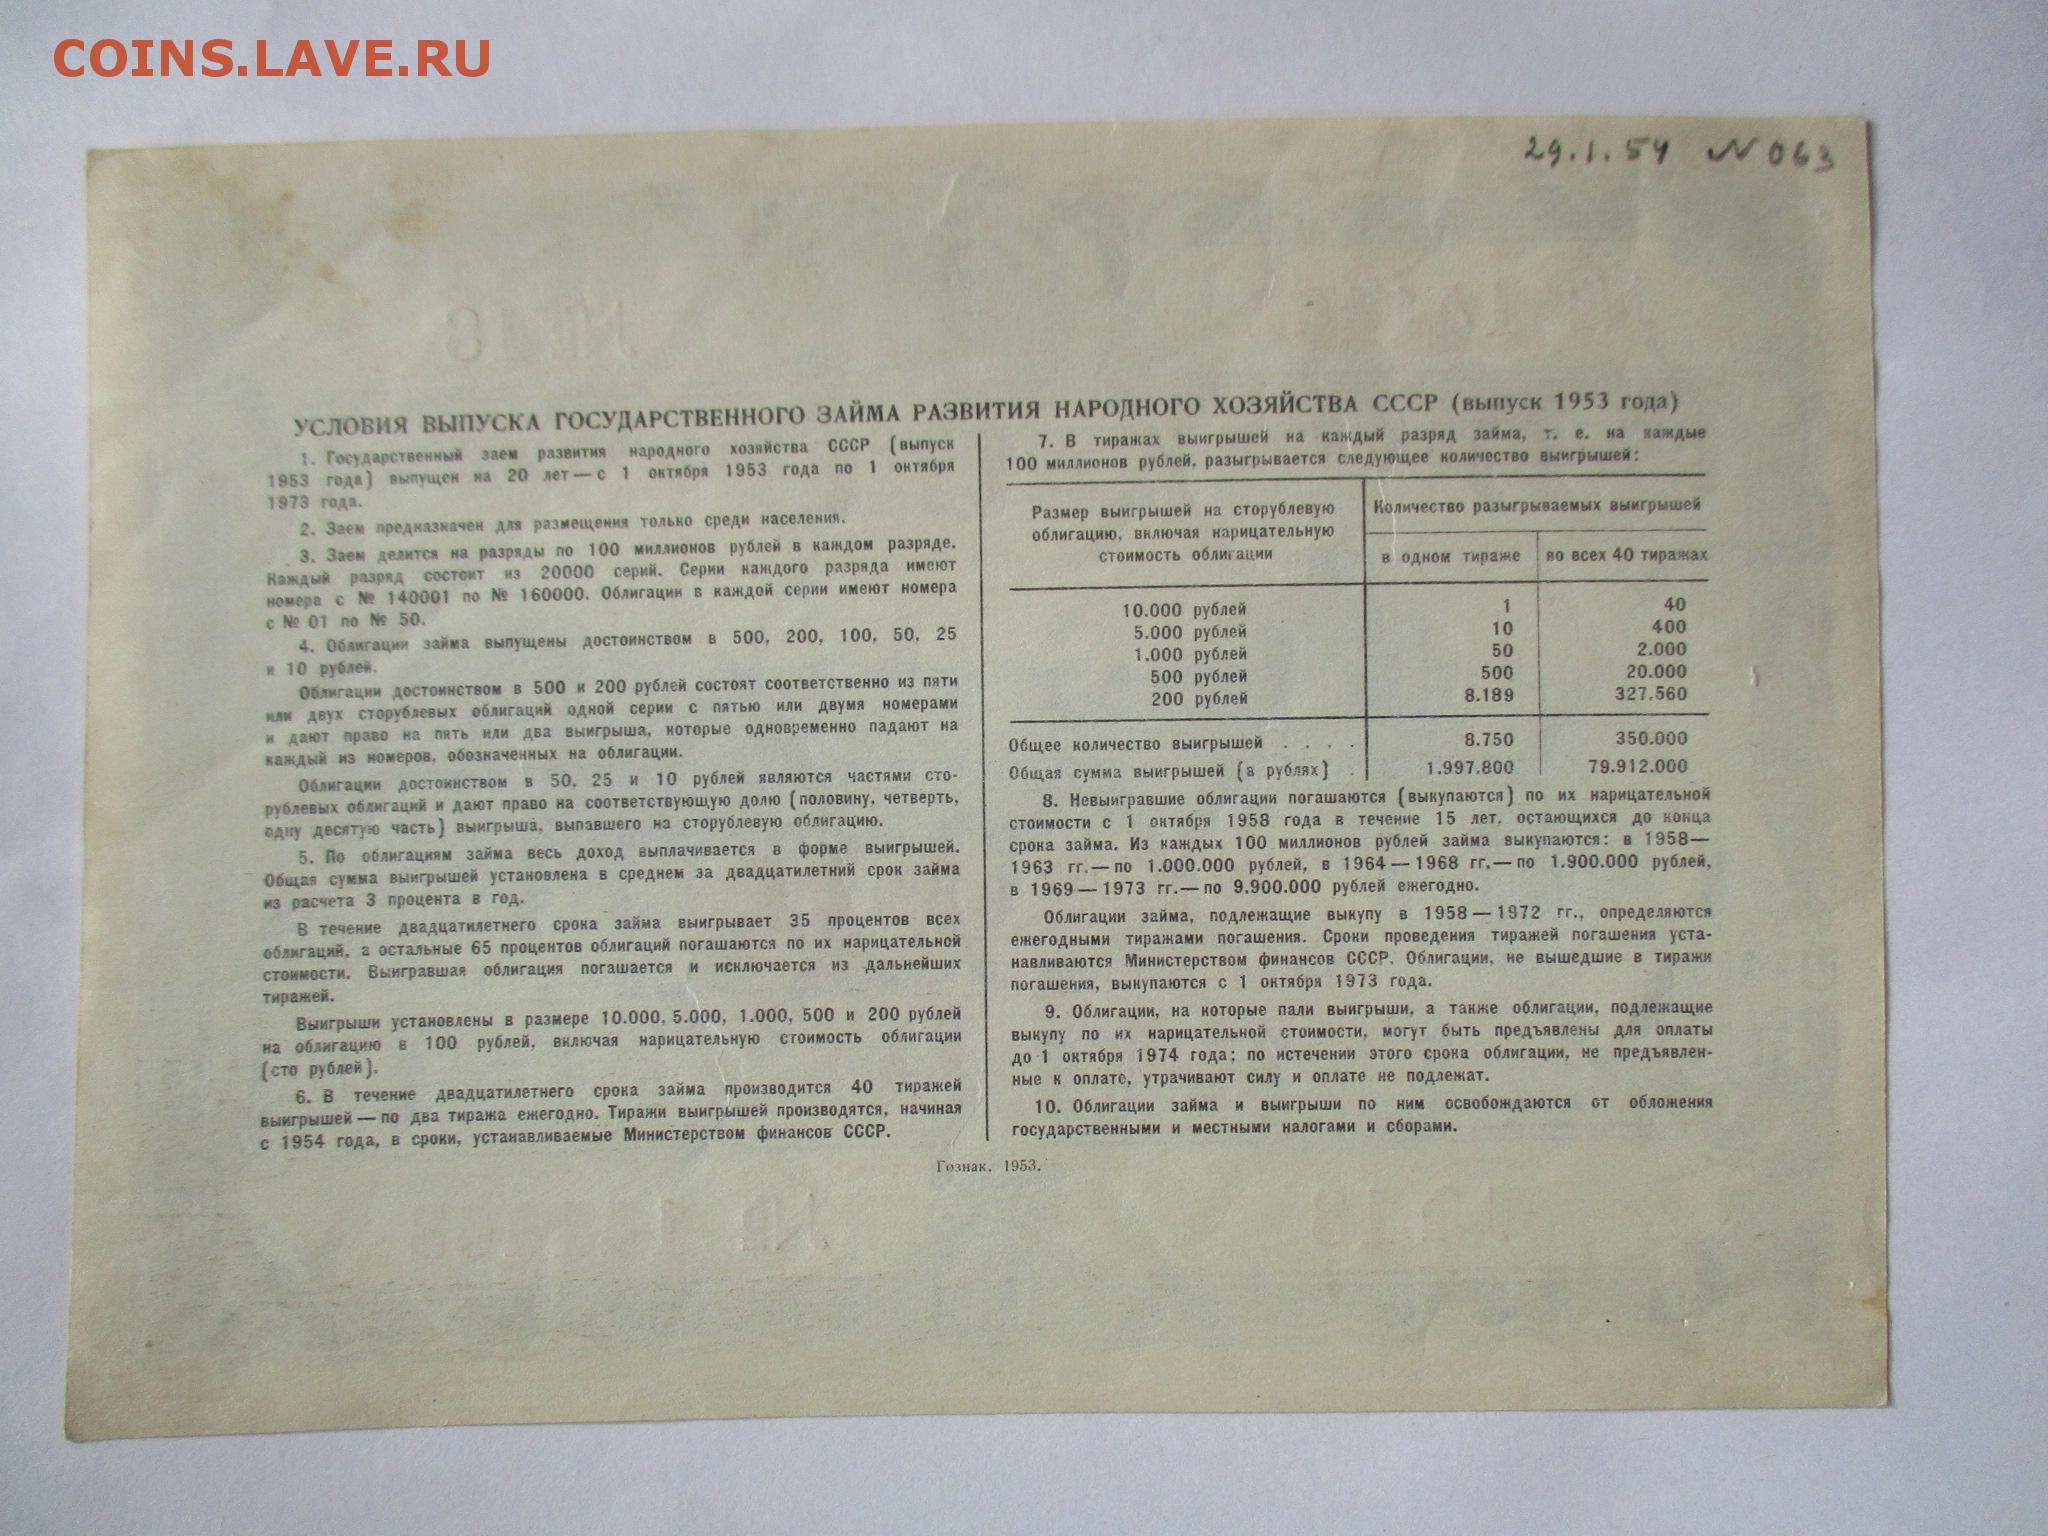 COINS.LAVE.RU
29.1.54 N 063
УСЛОВИЯ ВЫПУСКА ГОСУДАРСТВЕННОГО ЗАЙМА РАЗВИТИЯ НАРОДНОГО ХОЗЯЙСТВА СССР (выпуск 1953 года)
1. Государственный заем развития народного хозяйства СССР (выпуск
1953 года) выпущен на 20 лет — с 1 октября 1953 года по 1 октября
1973 года.
2. Заем предназначен для размещения только среди населения.
3. Заем делится на разряды по 100 миллионов рублей в каждом разряде.
Каждый разряд состоит из 20000 серий. Серии каждого разряда имеют
номера с № 140001 по № 160000. Облигации в каждой серии имеют номера
с № 01 по № 50.
4. Облигации займа выпущены достоинством в 500, 200, 100, 50, 25
и 10 рублей.
Облигации достоинством в 500 и 200 рублей состоят соответственно из пяти
или двух сторублевых облигаций одной серии с пятью или двумя номерами
и дают право на пять или два выигрыша, которые одновременно падают на
каждый из номеров, обозначенных на облигации.
Облигации достоинством в 50, 25 и 10 рублей являются частями сто-
рублевых облигаций и дают право на соответствующую долю (половину, четверть,
одну десятую часть) выигрыша, выпавшего на сторублевую облигацию.
5. По облигациям займа весь доход выплачивается в форме выигрышей.
Общая сумма выигрышей установлена в среднем за двадцатилетний срок займа
из расчета 3 процента в год.
В течение двадцатилетнего срока займа выигрывает 35 процентов всех
облигаций, а остальные 65 процентов облигаций погашаются по их нарицательной
стоимости. Выигравшая облигация погашается и исключается из дальнейших
тиражей.
Выигрыши установлены в размере 10.000, 5.000, 1.000, 500 и 200 рублей
на облигацию в 100 рублей, включая нарицательную стоимость облигации
(сто рублей).
6. В течение двадцатилетнего срока займа производится 40 тиражей
выигрышей — по два тиража ежегодно. Тиражи выигрышей производятся, начиная
с 1954 года, в сроки, устанавливаемые Министерством финансов СССР.
7. В тиражах выигрышей на каждый разряд займа, т. е. на каждые
100 миллионов рублей, разыгрывается следующее количество выигрышей:
Размер выигрышей на сторублевую
облигацию, включая нарицательную
стоимость облигации
Количество разыгрываемых выигрышей
в одном тираже во всех 40 тиражах
10.000 рублей 1 40
5.000 рублей 10 400
1.000 рублей 50 2.000
500 рублей 500 20.000
200 рублей 8.189 327.560
Общее количество выигрышей . . . . 8.750 350.000
Общая сумма выигрышей (в рублях) . 1.997.800 79.912.000
8. Невыигравшие облигации погашаются (выкупаются) по их нарицательной
стоимости с 1 октября 1958 года в течение 15 лет, остающихся до конца
срока займа. Из каждых 100 миллионов рублей займа выкупаются: в 1958—
1963 гг.—по 1.000.000 рублей, в 1964 — 1968 гг.—по 1.900.000 рублей,
в 1969 — 1973 гг.—по 9.900.000 рублей ежегодно.
Облигации займа, подлежащие выкупу в 1958 — 1972 гг., определяются
ежегодными тиражами погашения. Сроки проведения тиражей погашения уста-
навливаются Министерством финансов СССР. Облигации, не вышедшие в тиражи
погашения, выкупаются с 1 октября 1973 года.
9. Облигации, на которые пали выигрыши, а также облигации, подлежащие
выкупу по их нарицательной стоимости, могут быть предъявлены для оплаты
до 1 октября 1974 года; по истечении этого срока облигации, не предъявлен-
ные к оплате, утрачивают силу и оплате не подлежат.
10. Облигации займа и выигрыши по ним освобождаются от обложения
государственными и местными налогами и сборами.
Гознак. 1953.